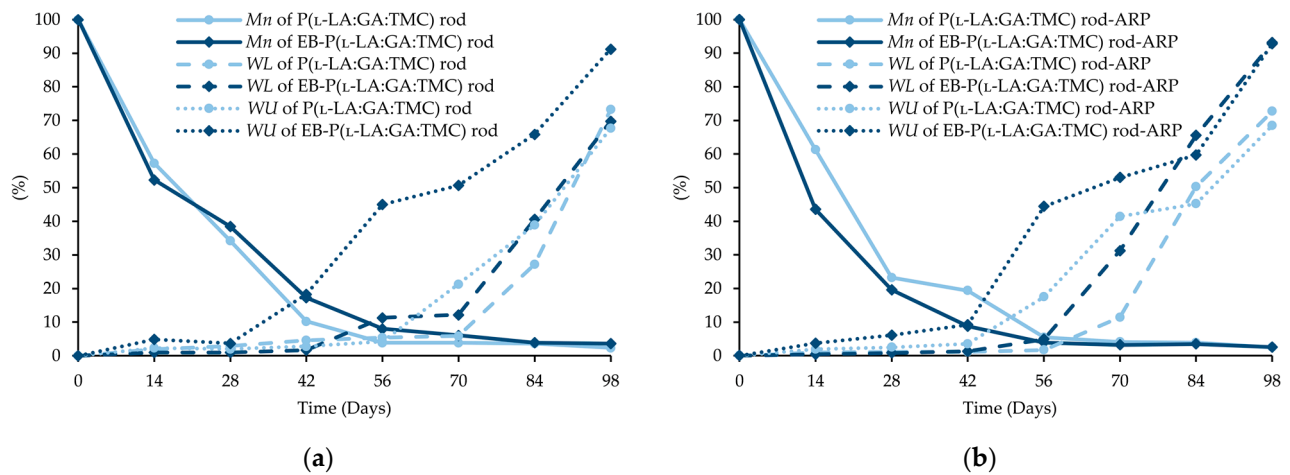 Mn of P(ʟ-LA:GA:TMC) rod
Mn of EB-P(ʟ-LA:GA:TMC) rod
WL of P(ʟ-LA:GA:TMC) rod
WL of EB-P(ʟ-LA:GA:TMC) rod
WU of P(ʟ-LA:GA:TMC) rod
WU of EB-P(ʟ-LA:GA:TMC) rod
100
90
80
70
60
50
40
30
20
10
0
(%)
0 14 28 42 56 70 84 98
Time (Days)
(a)
Mn of P(ʟ-LA:GA:TMC) rod-ARP
Mn of EB-P(ʟ-LA:GA:TMC) rod-ARP
WL of P(ʟ-LA:GA:TMC) rod-ARP
WL of EB-P(ʟ-LA:GA:TMC) rod-ARP
WU of P(ʟ-LA:GA:TMC) rod-ARP
WU of EB-P(ʟ-LA:GA:TMC) rod-ARP
100
90
80
70
60
50
40
30
20
10
0
(%)
0 14 28 42 56 70 84 98
Time (Days)
(b)